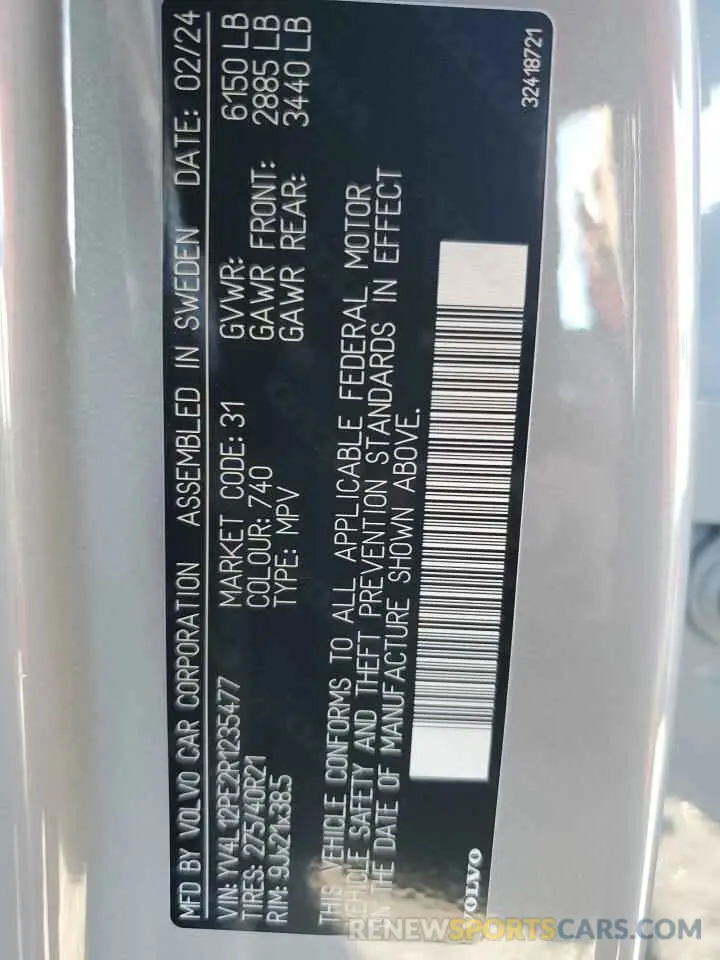 MFD BY VOLVO CAR CORPORATION ASSEMBLED IN SWEDEN DATE: 02/24
VIN: YV4L12PE2R1235477 MARKET CODE: 31 GVWR: 6150 LB
TIRES: 275/40R21 COLOUR: 740 GAWR FRONT: 2885 LB
RIM: 9Jx21x38.5 TYPE: MPV GAWR REAR: 3440 LB
THIS VEHICLE CONFORMS TO ALL APPLICABLE FEDERAL MOTOR
VEHICLE SAFETY AND THEFT PREVENTION STANDARDS IN EFFECT
ON THE DATE OF MANUFACTURE SHOWN ABOVE.
VOLVO
32418721
RENEWSPORTSCARS.COM